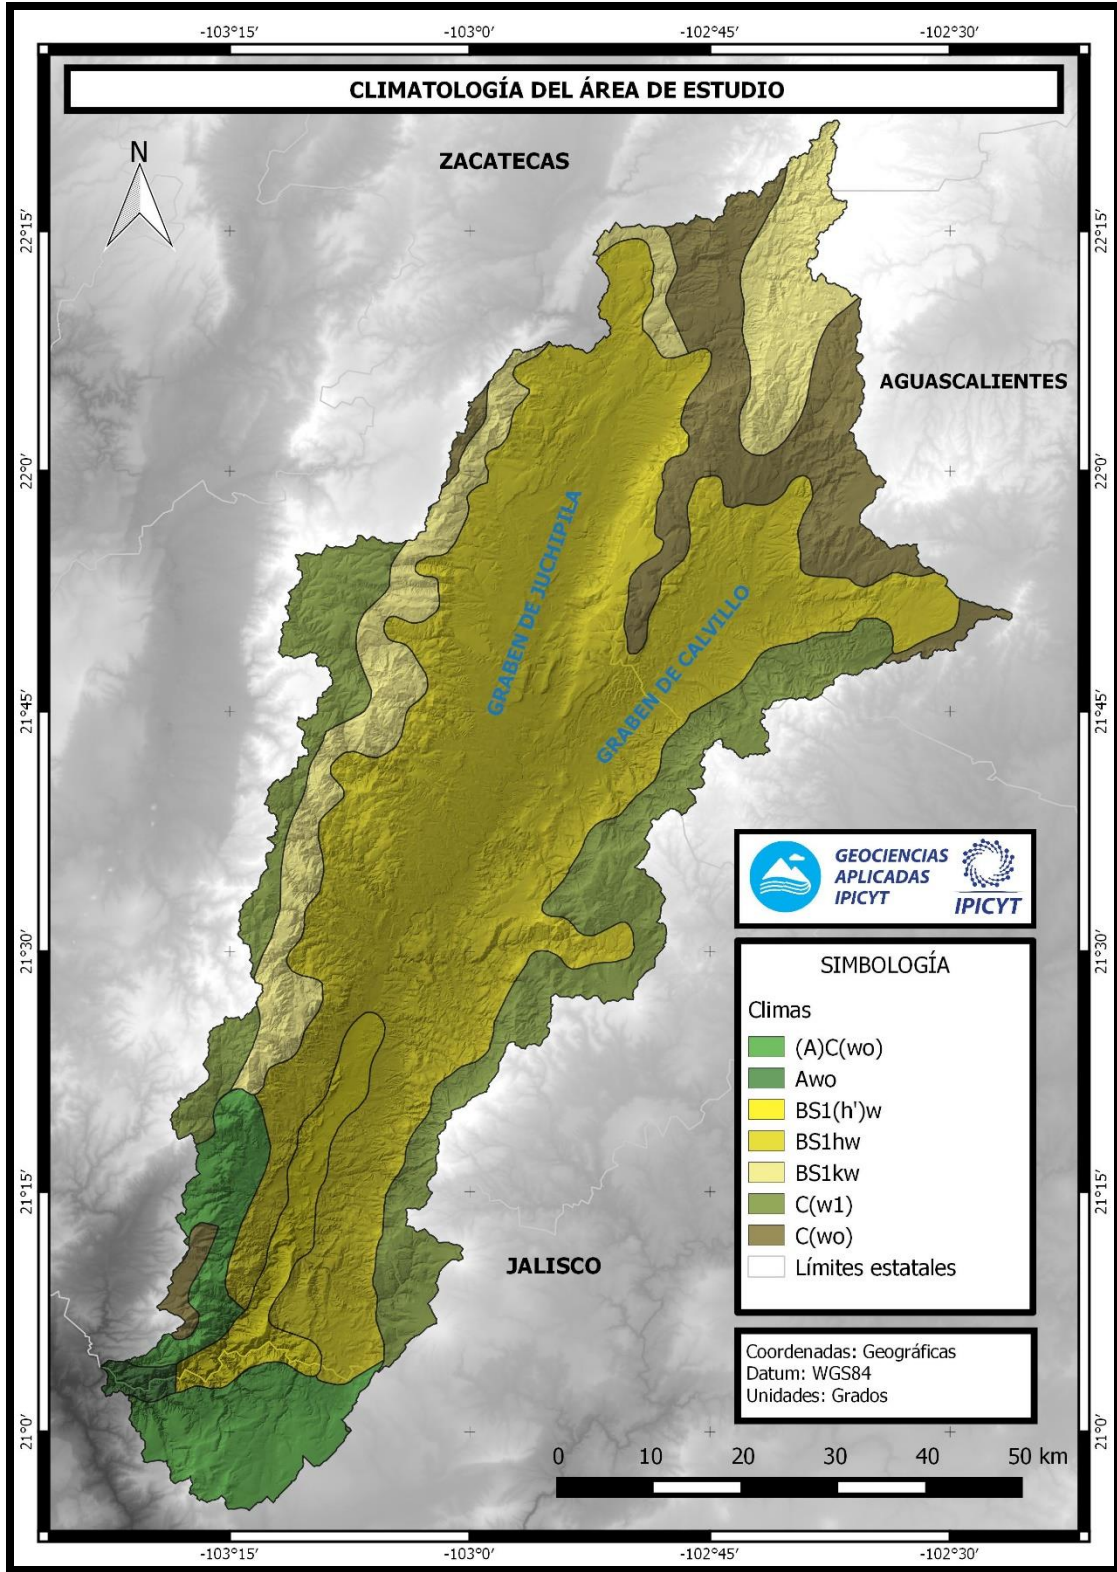 -103°15′ -103°0′ -102°45′ -102°30′
CLIMATOLOGÍA DEL ÁREA DE ESTUDIO
N
ZACATECAS
22°15′ 22°15′
AGUASCALIENTES
22°0′ 22°0′
GRABEN DE JUCHIPILA
GRABEN DE CALVILLO
21°45′ 21°45′
GEOCIENCIAS
APLICADAS
IPICYT
IPICYT
21°30′ 21°30′
SIMBOLOGÍA
Climas
(A)C(wo)
Awo
BS1(h')w
BS1hw
BS1kw
C(w1)
C(wo)
Límites estatales
21°15′ 21°15′
JALISCO
Coordenadas: Geográficas
Datum: WGS84
Unidades: Grados
21°0′ 21°0′
0 10 20 30 40 50 km
-103°15′ -103°0′ -102°45′ -102°30′